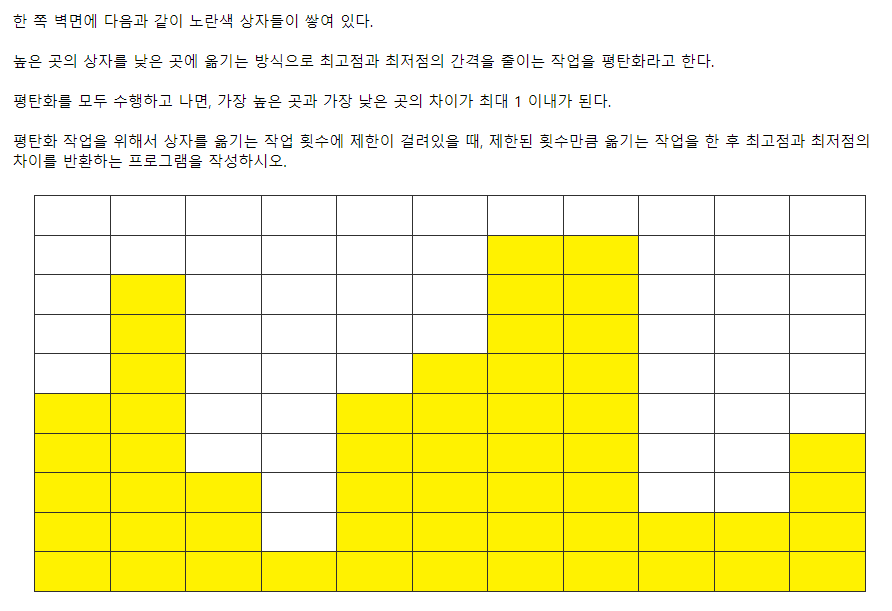 한 쪽 벽면에 다음과 같이 노란색 상자들이 쌓여 있다.
높은 곳의 상자를 낮은 곳에 옮기는 방식으로 최고점과 최저점의 간격을 줄이는 작업을 평탄화라고 한다.
평탄화를 모두 수행하고 나면, 가장 높은 곳과 가장 낮은 곳의 차이가 최대 1 이내가 된다.
평탄화 작업을 위해서 상자를 옮기는 작업 횟수에 제한이 걸려있을 때, 제한된 횟수만큼 옮기는 작업을 한 후 최고점과 최저점의
차이를 반환하는 프로그램을 작성하시오.